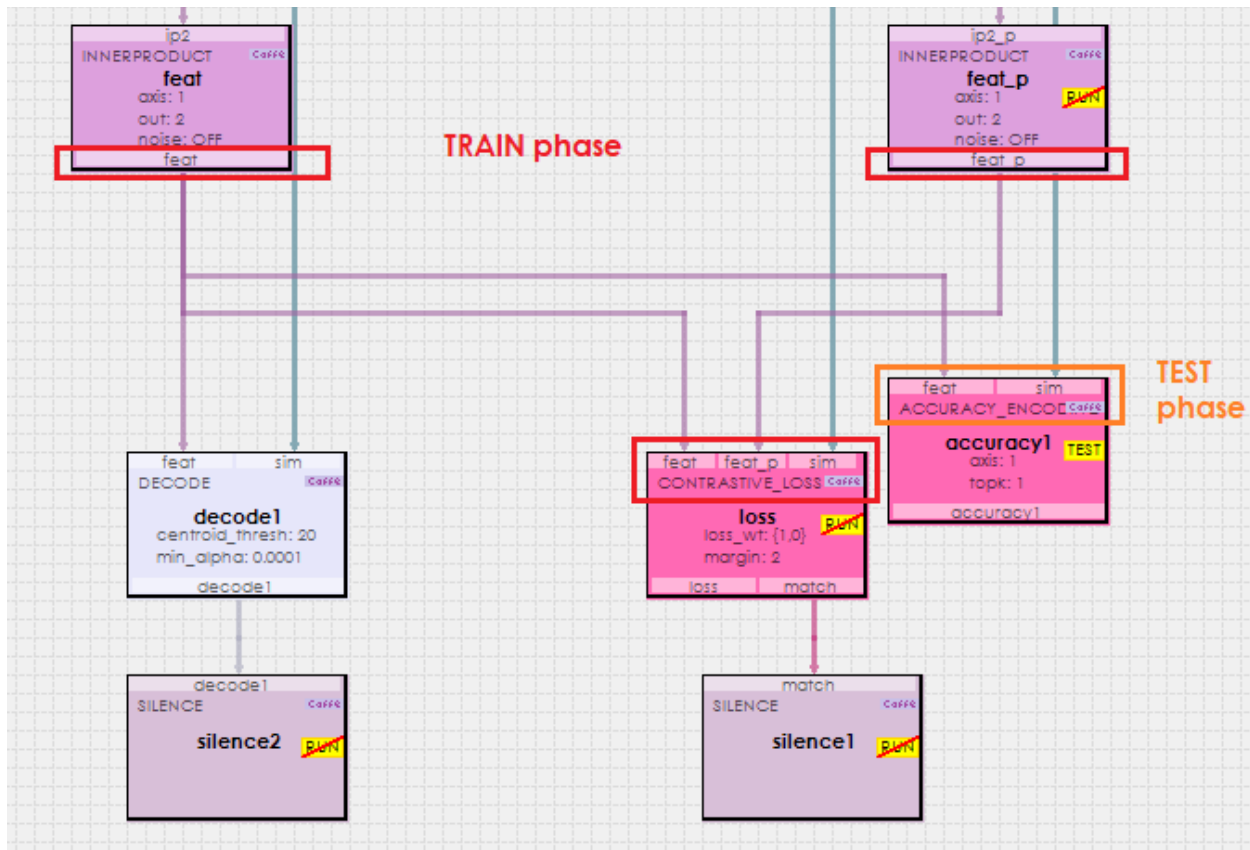 ip2
INNERPRODUCT Caffe
feat
axis: 1
out: 2
noise: OFF
feat
TRAIN phase
ip2_p
INNERPRODUCT Caffe
feat_p
axis: 1
RUN
out: 2
noise: OFF
feat_p
TEST
phase
feat sim
ACCURACY_ENCODING Caffe
accuracy1
TEST
axis: 1
topk: 1
accuracy1
feat sim
DECODE Caffe
decode1
centroid_thresh: 20
min_alpha: 0.0001
decode1
feat feat_p sim
CONTRASTIVE_LOSS Caffe
loss
RUN
loss_wt: {1,0}
margin: 2
loss match
decode1
SILENCE Caffe
silence2 RUN
match
SILENCE Caffe
silence1 RUN